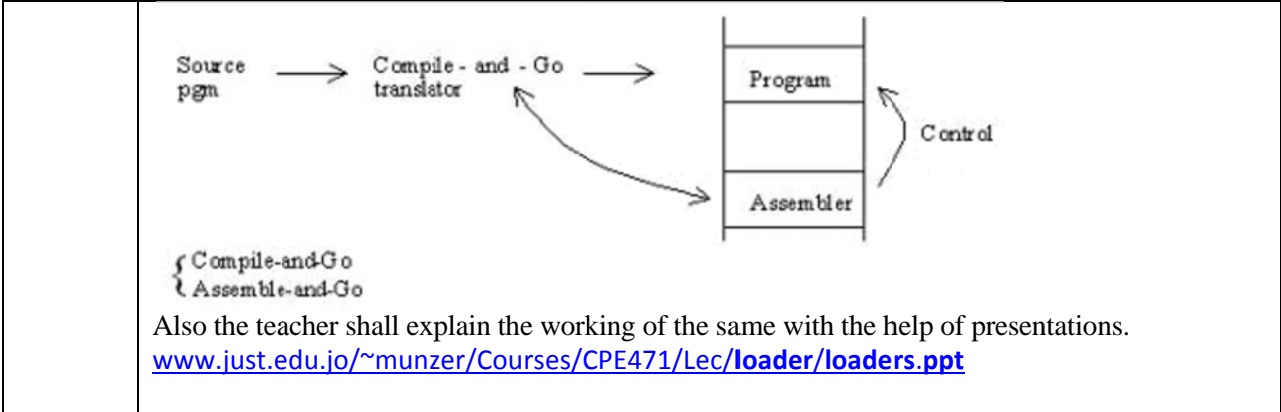 Source pgm
Compile - and - Go translator
Program
Control
Assembler
Compile-and-Go
Assemble-and-Go
Also the teacher shall explain the working of the same with the help of presentations.
www.just.edu.jo/~munzer/Courses/CPE471/Lec/loader/loaders.ppt